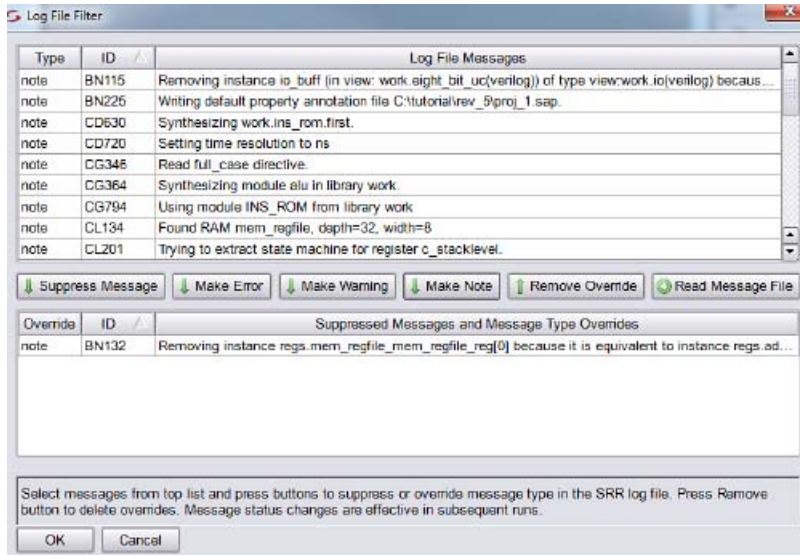 Log File Filter
Type ID Log File Messages
note BN115 Removing instance io_buff (in view: work.eight_bit_uc(verilog)) of type view:work.io(verilog) becaus...
note BN225 Writing default property annotation file C:\tutorial\rev_5\proj_1.sap.
note CD630 Synthesizing work.ins_rom.first.
note CD720 Setting time resolution to ns
note CG346 Read full_case directive.
note CG364 Synthesizing module alu in library work.
note CG794 Using module INS_ROM from library work
note CL134 Found RAM mem_regfile, depth=32, width=8
note CL201 Trying to extract state machine for register c_stacklevel.
Suppress Message Make Error Make Warning Make Note Remove Override Read Message File
Override ID Suppressed Messages and Message Type Overrides
note BN132 Removing instance regs.mem_regfile_mem_regfile_reg[0] because it is equivalent to instance regs.ad...
Select messages from top list and press buttons to suppress or override message type in the SRR log file. Press Remove
button to delete overrides. Message status changes are effective in subsequent runs.
OK Cancel